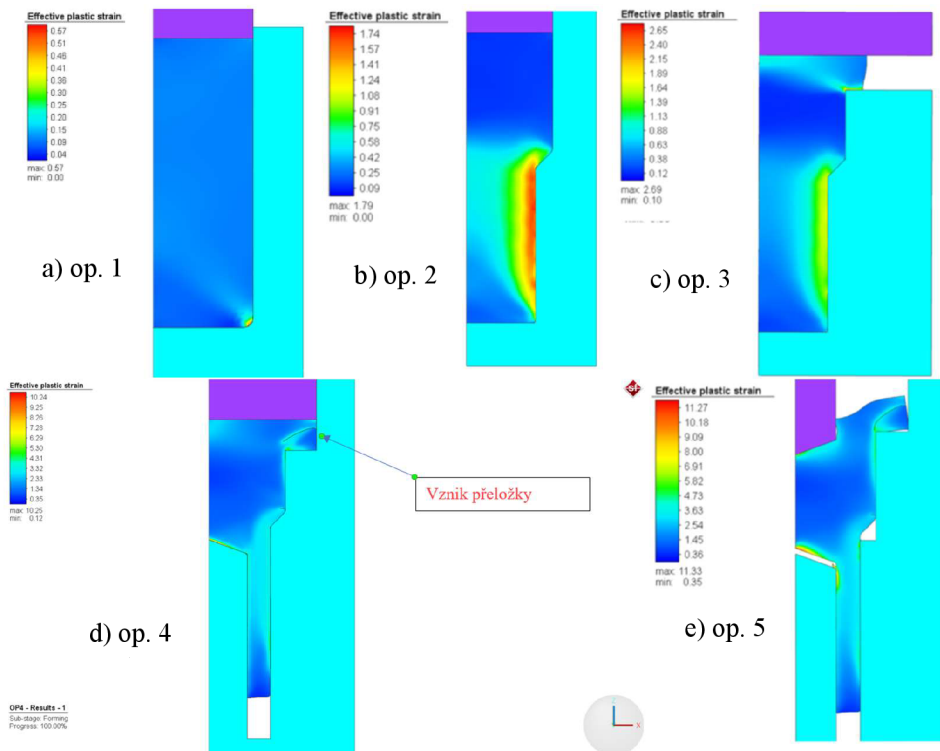 Effective plastic strain
0.57
0.51
0.46
0.41
0.36
0.30
0.25
0.20
0.15
0.09
0.04
max: 0.57
min: 0.00
a) op. 1
Effective plastic strain
1.74
1.57
1.41
1.24
1.08
0.91
0.75
0.58
0.42
0.25
0.09
max: 1.79
min: 0.00
b) op. 2
Effective plastic strain
2.65
2.40
2.15
1.89
1.64
1.39
1.13
0.88
0.63
0.38
0.12
max: 2.69
min: 0.10
c) op. 3
Effective plastic strain
10.24
9.25
8.26
7.28
6.29
5.30
4.31
3.32
2.33
1.34
0.35
max: 10.25
min: 0.12
d) op. 4
Vznik přeložky
Effective plastic strain
11.27
10.18
9.09
8.00
6.91
5.82
4.73
3.63
2.54
1.45
0.36
max: 11.33
min: 0.35
e) op. 5
OP4 - Results - 1
Sub-stage: Forming
Progress: 100.00%
X